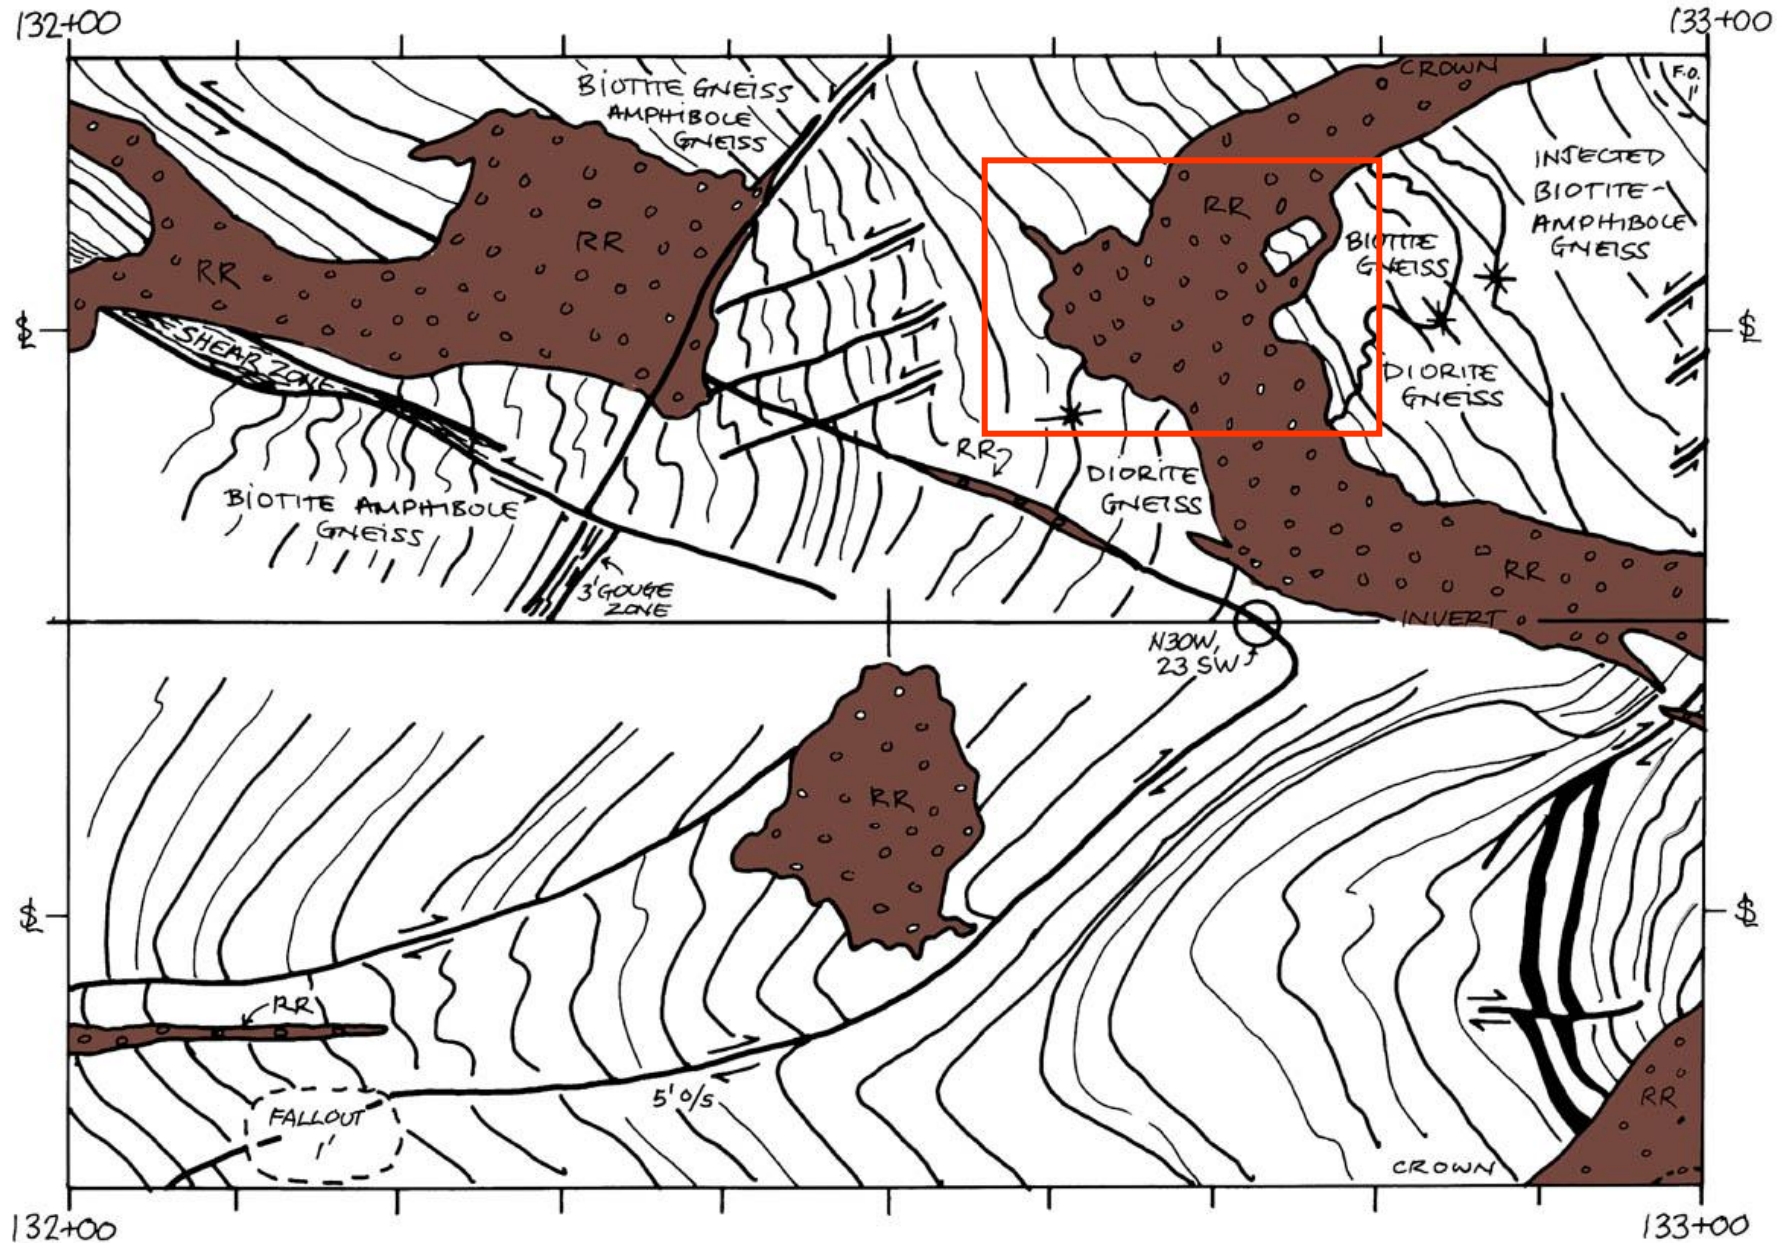 132+00
133+00
CROWN
F.O.
1'
BIOTITE GNEISS
AMPHIBOLE
GNEISS
INJECTED
BIOTITE-
AMPHIBOLE
GNEISS
RR
RR
RR
BIOTITE
GNEISS
℄
℄
SHEAR ZONE
DIORITE
GNEISS
RR
DIORITE
GNEISS
BIOTITE AMPHIBOLE
GNEISS
3' GOUGE
ZONE
RR
INVERT
N30W,
23 SW
RR
℄
℄
RR
5' O/S
FALLOUT
1'
RR
CROWN
132+00
133+00